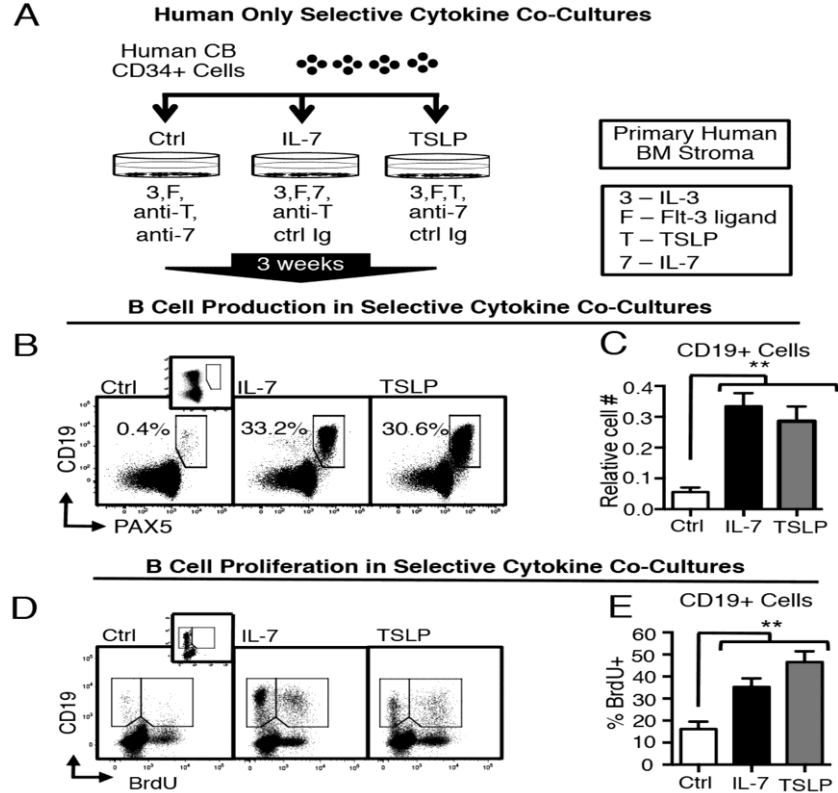 A
Human Only Selective Cytokine Co-Cultures
Human CB
CD34+ Cells
Ctrl IL-7 TSLP
3,F, 3,F,7, 3,F,T,
anti-T, anti-T anti-7
anti-7 ctrl Ig ctrl Ig
3 weeks
Primary Human
BM Stroma
3 – IL-3
F – Flt-3 ligand
T – TSLP
7 – IL-7
B Cell Production in Selective Cytokine Co-Cultures
B
Ctrl IL-7 TSLP
0.4% 33.2% 30.6%
CD19
PAX5
C
CD19+ Cells
**
Relative cell #
0.4
0.3
0.2
0.1
0.0
Ctrl IL-7 TSLP
B Cell Proliferation in Selective Cytokine Co-Cultures
D
Ctrl IL-7 TSLP
CD19
BrdU
E
CD19+ Cells
**
% BrdU+
60
50
40
30
20
10
0
Ctrl IL-7 TSLP